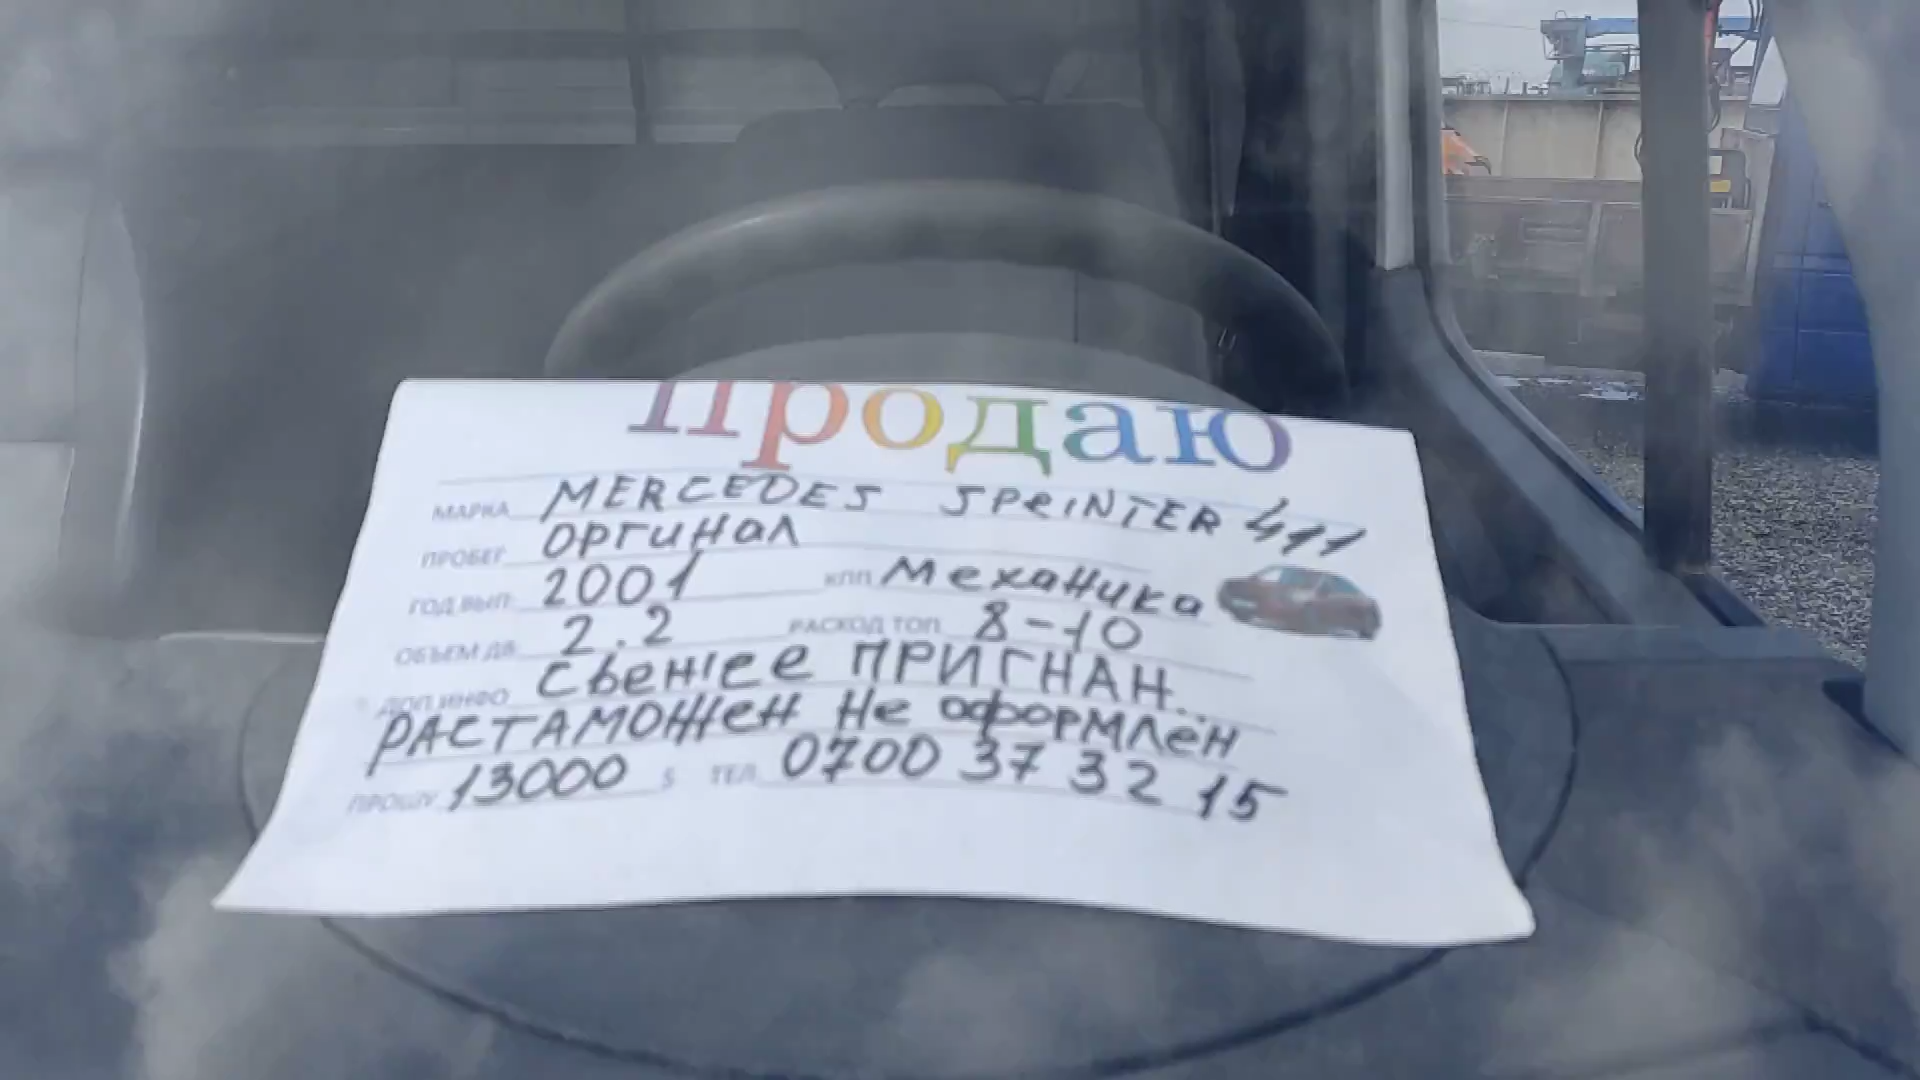 продаю
МАРКА MERCEDES SPRINTER 411
ПРОБЕГ ОРГИНАЛ
ГОД ВЫП. 2001 КПП Механика
ОБЪЕМ ДВ. 2.2 РАСХОД ТОП. 8-10
ДОП.ИНФО Свежее ПРИГНАН..
РАСТАМОЖЕН Не оформлен
ПРОШУ 13000 $ ТЕЛ. 0700 37 32 15